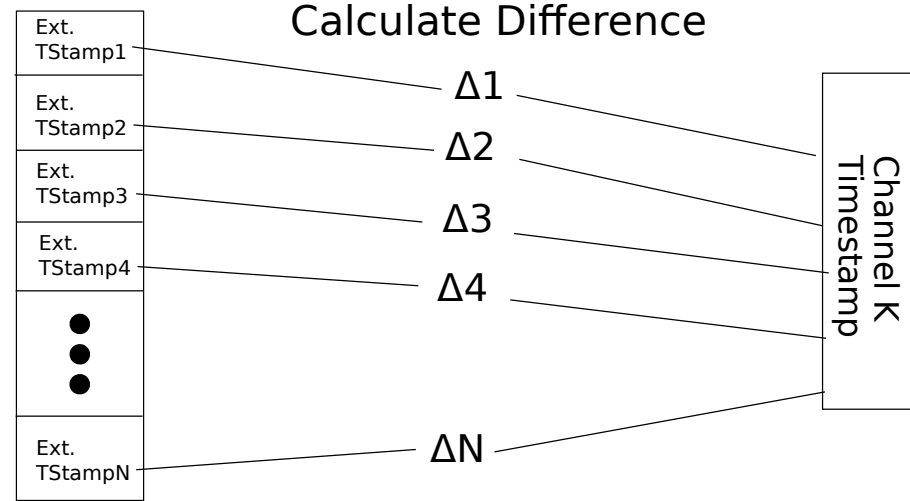 Calculate Difference
Ext.
TStamp1
Ext.
TStamp2
Ext.
TStamp3
Ext.
TStamp4
Ext.
TStampN
Δ1
Δ2
Δ3
Δ4
ΔN
Channel K
Timestamp